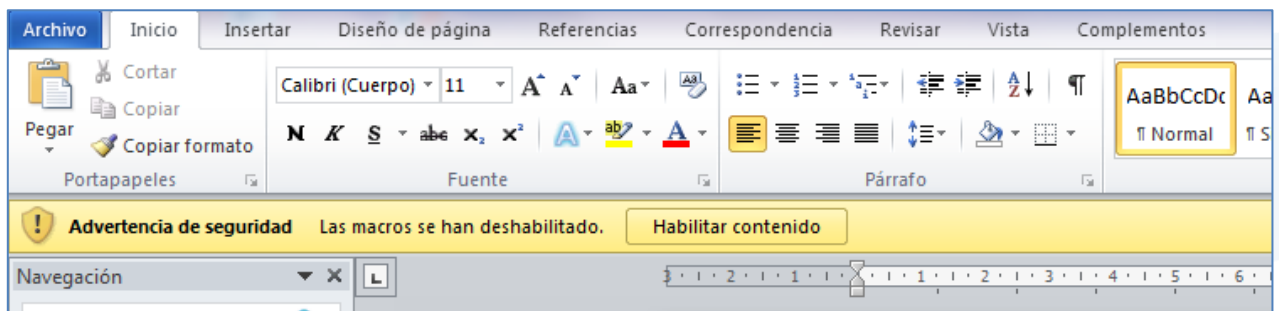 Archivo Inicio Insertar Diseño de página Referencias Correspondencia Revisar Vista Complementos
Cortar
Copiar
Pegar
Copiar formato
Portapapeles
Calibri (Cuerpo) 11 A A Aa
N K S abc x₂ x² A ab A
Fuente
A Z ¶
Párrafo
AaBbCcDc Aa
¶ Normal ¶ S
Advertencia de seguridad Las macros se han deshabilitado. Habilitar contenido
Navegación L 3 2 1 1 2 3 4 5 6